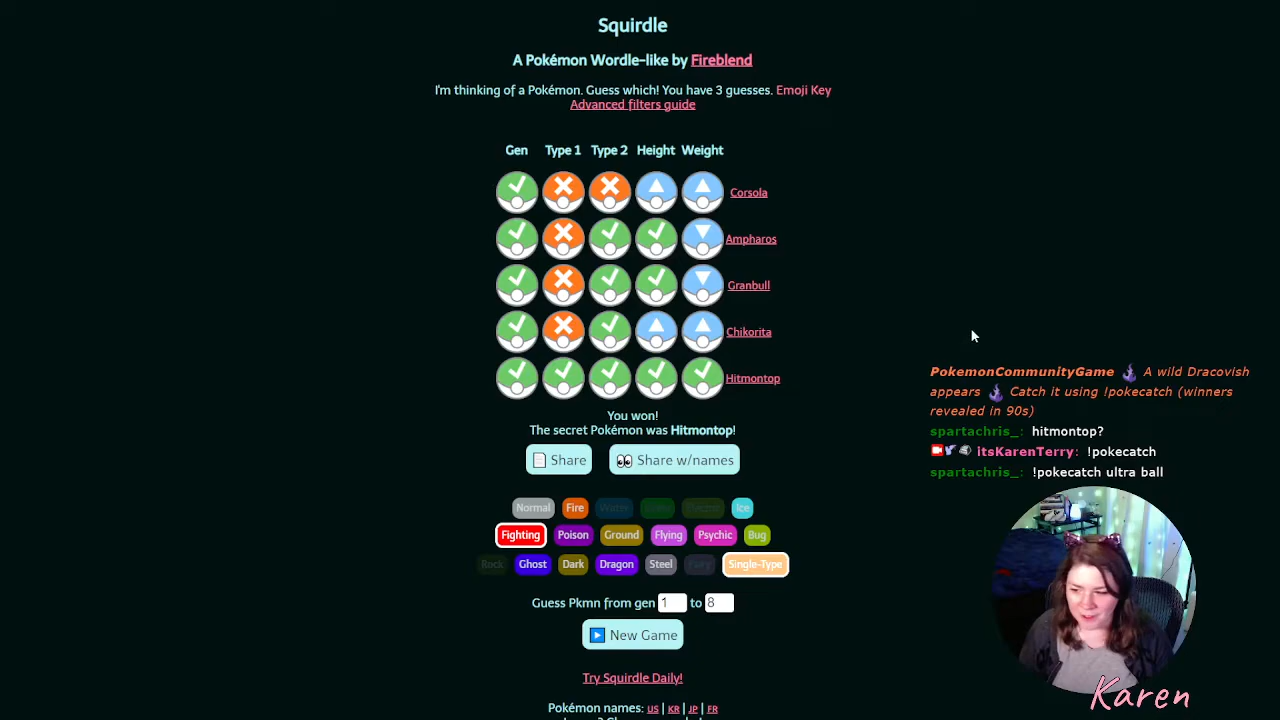 Squirdle
A Pokémon Wordle-like by Fireblend
I'm thinking of a Pokémon. Guess which! You have 3 guesses. Emoji Key
Advanced filters guide
Gen Type 1 Type 2 Height Weight
Corsola
Ampharos
Granbull
Chikorita
Hitmontop
You won!
The secret Pokémon was Hitmontop!
Share Share w/names
Normal Fire Water Grass Electric Ice
Fighting Poison Ground Flying Psychic Bug
Rock Ghost Dark Dragon Steel Fairy Single-Type
Guess Pkmn from gen 1 to 8
New Game
Try Squirdle Daily!
Pokémon names: US | KR | JP | FR
PokemonCommunityGame A wild Dracovish
appears Catch it using !pokecatch (winners
revealed in 90s)
spartachris_: hitmontop?
itsKarenTerry: !pokecatch
spartachris_: !pokecatch ultra ball
Karen